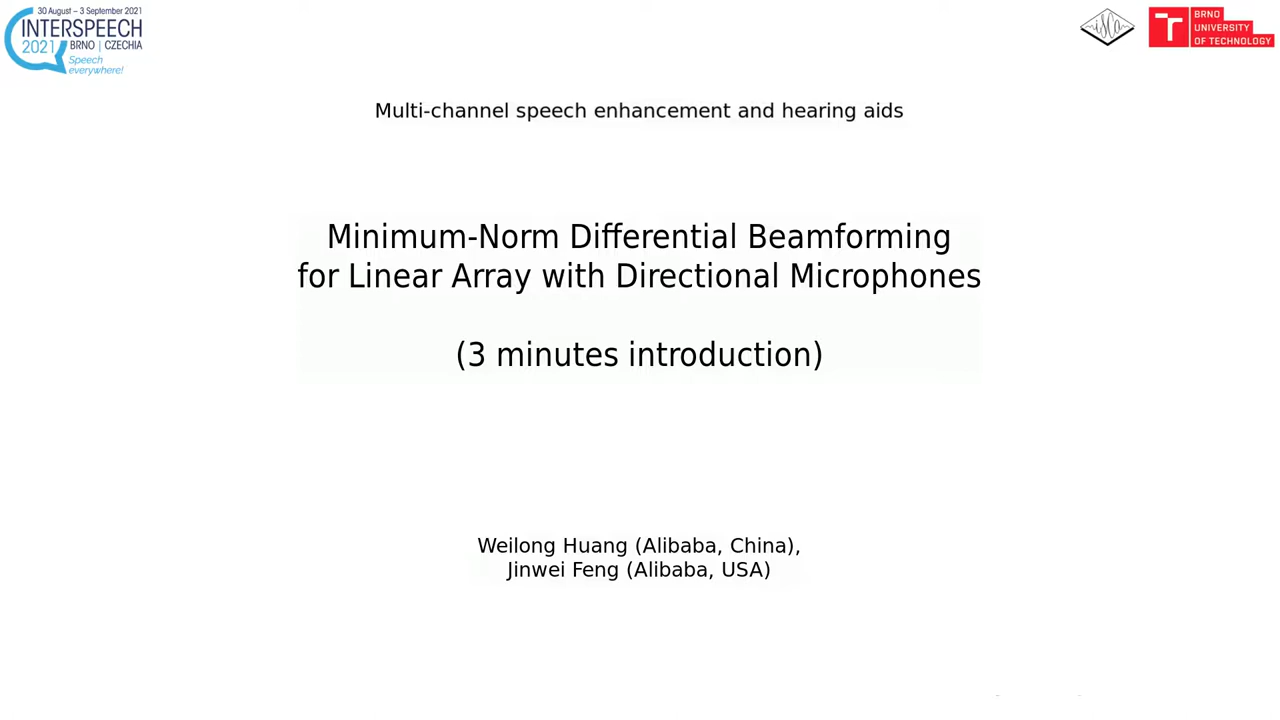 30 August – 3 September 2021
INTERSPEECH
2021 BRNO | CZECHIA
Speech
everywhere!
isca
T BRNO
UNIVERSITY
OF TECHNOLOGY
Multi-channel speech enhancement and hearing aids
Minimum-Norm Differential Beamforming
for Linear Array with Directional Microphones
(3 minutes introduction)
Weilong Huang (Alibaba, China),
Jinwei Feng (Alibaba, USA)